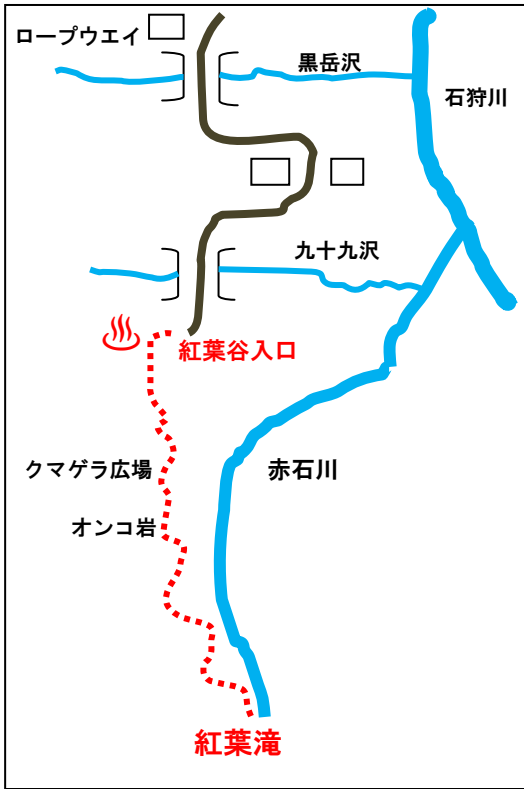 ロープウエイ
黒岳沢
石狩川
九十九沢
紅葉谷入口
クマゲラ広場
赤石川
オンコ岩
紅葉滝